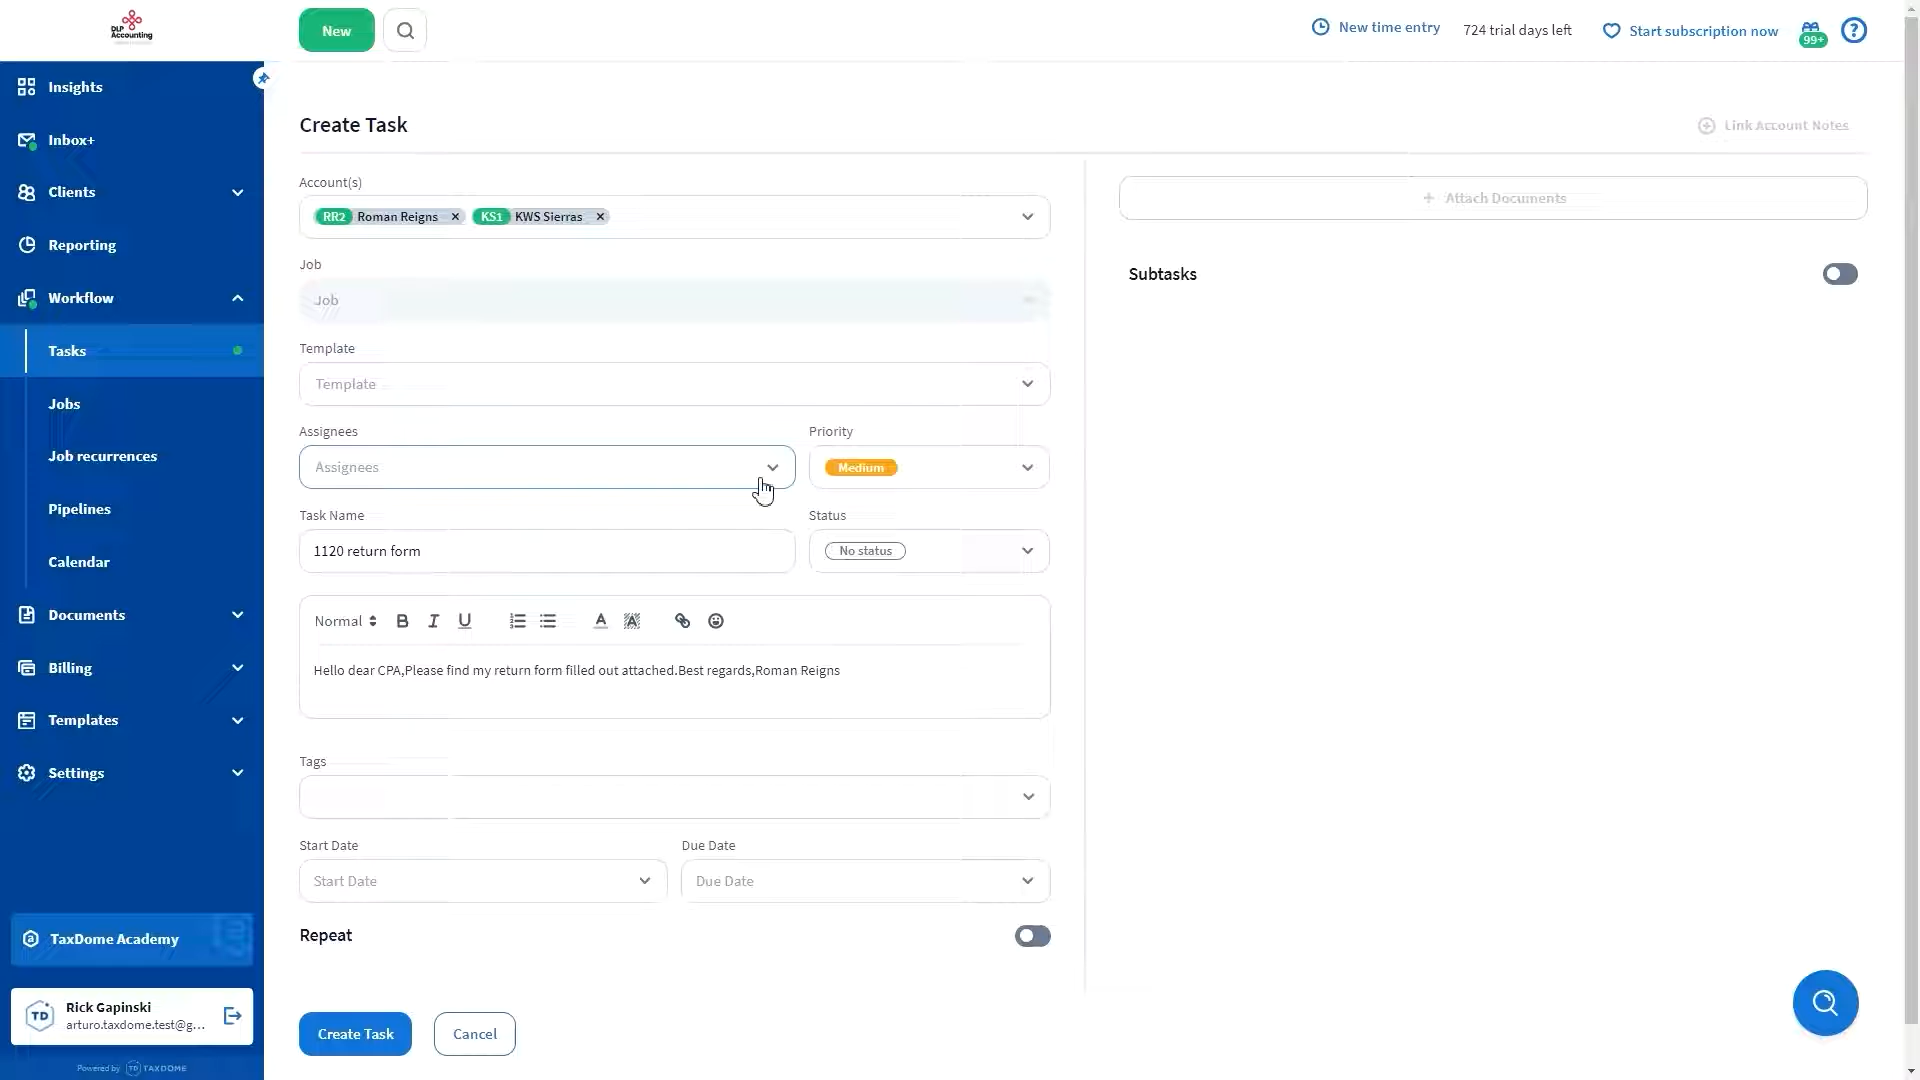 DLP
Accounting
New
New time entry
724 trial days left
Start subscription now
99+
?
Insights
Inbox+
Clients
Reporting
Workflow
Tasks
Jobs
Job recurrences
Pipelines
Calendar
Documents
Billing
Templates
Settings
TaxDome Academy
TD
Rick Gapinski
arturo.taxdome.test@g...
Powered by TD TAXDOME
Create Task
Link Account Notes
Account(s)
RR2 Roman Reigns × KS1 KWS Sierras ×
Job
Job
Template
Template
Assignees
Priority
Assignees
Medium
Task Name
Status
1120 return form
No status
Normal B I U A A
Hello dear CPA,Please find my return form filled out attached.Best regards,Roman Reigns
Tags
Start Date
Due Date
Start Date
Due Date
Repeat
Create Task
Cancel
+ Attach Documents
Subtasks